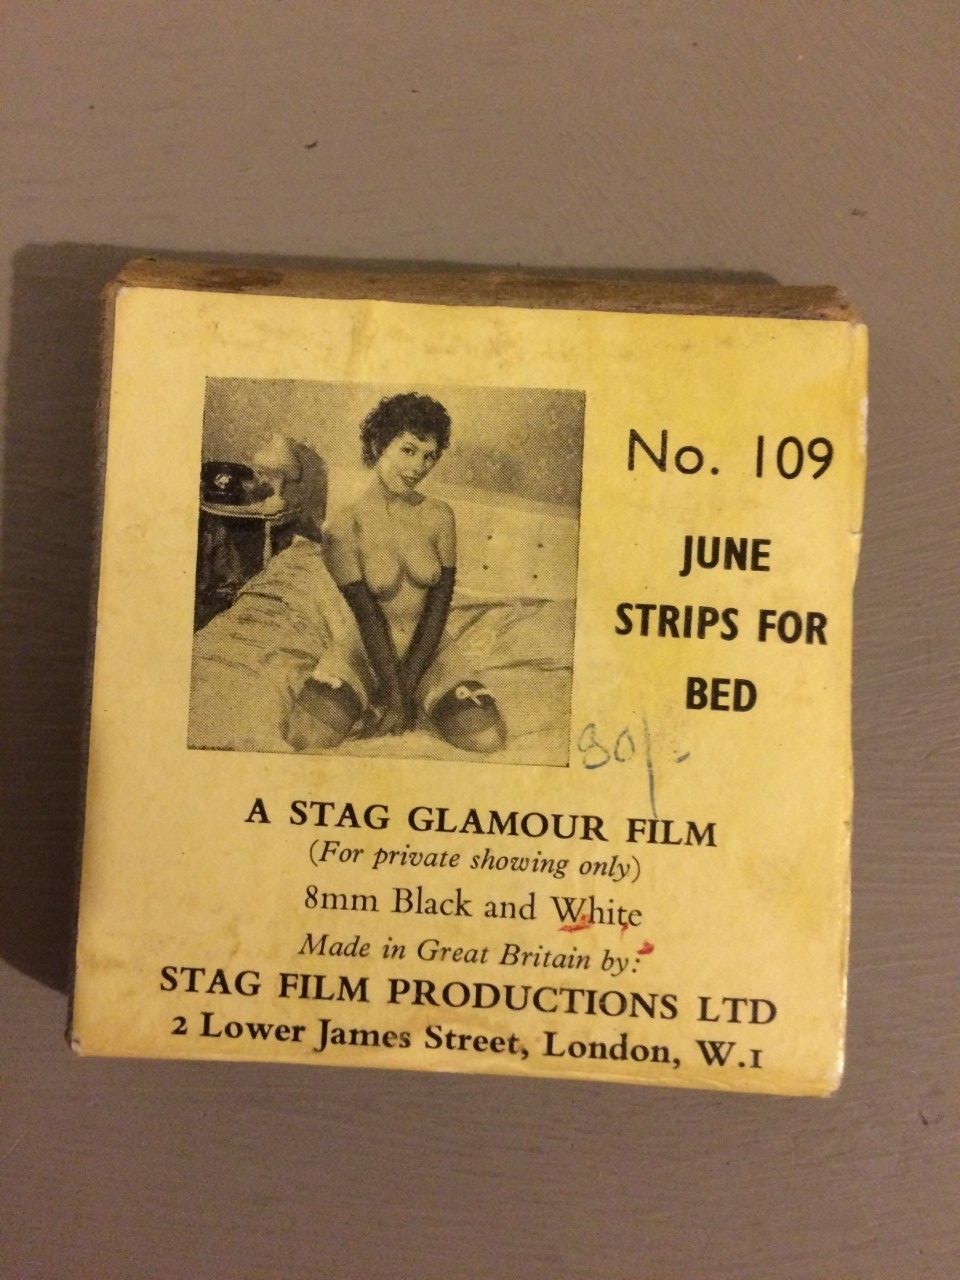 No. 109
JUNE
STRIPS FOR
BED
30/-
A STAG GLAMOUR FILM
(For private showing only)
8mm Black and White
Made in Great Britain by:
STAG FILM PRODUCTIONS LTD
2 Lower James Street, London, W.1